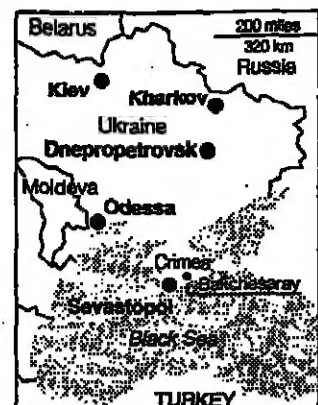 Belarus
200 miles
320 km
Russia
Kiev
Kharkov
Ukraine
Dnepropetrovsk
Moldova
Odessa
Crimea
Bakhchesaray
Sevastopol
Black Sea
TURKEY